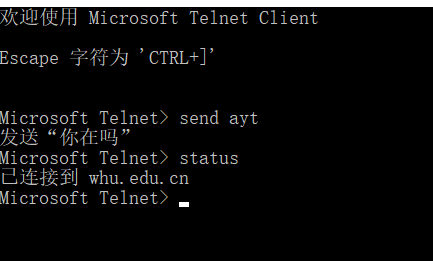 欢迎使用 Microsoft Telnet Client
Escape 字符为 'CTRL+]'
Microsoft Telnet> send ayt
发送“你在吗”
Microsoft Telnet> status
已连接到 whu.edu.cn
Microsoft Telnet>